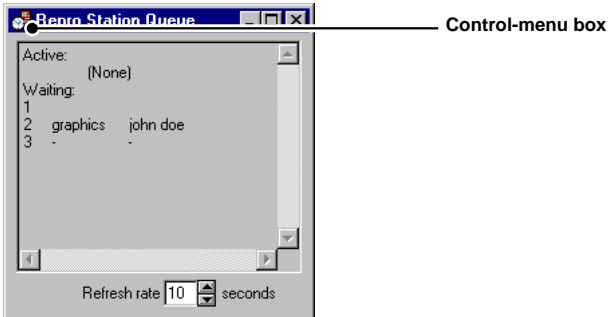 Repro Station Queue
Control-menu box
Active:
(None)
Waiting:
1
2 graphics john doe
3 - -
Refresh rate 10 seconds